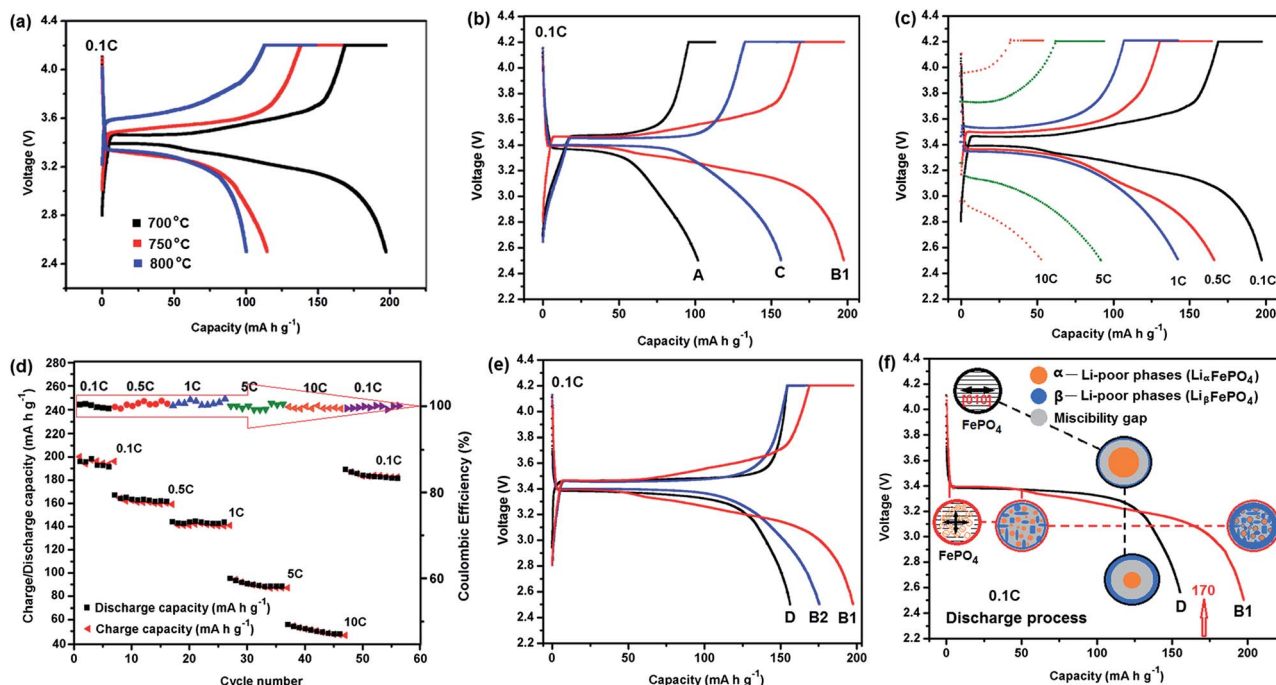 (a)
0.1C
4.4
4.0
3.6
3.2
2.8
2.4
Voltage (V)
700 °C
750 °C
800 °C
0
50
100
150
200
Capacity (mA h g⁻¹)
(b)
0.1C
4.4
4.2
4.0
3.8
3.6
3.4
3.2
3.0
2.8
2.6
2.4
2.2
Voltage (V)
A
C
B1
0
50
100
150
200
Capacity (mA h g⁻¹)
(c)
4.4
4.2
4.0
3.8
3.6
3.4
3.2
3.0
2.8
2.6
2.4
2.2
Voltage (V)
10C
5C
1C
0.5C
0.1C
0
50
100
150
200
Capacity (mA h g⁻¹)
(d)
280
260
240
220
200
180
160
140
120
100
80
60
40
Charge/Discharge capacity (mA h g⁻¹)
0.1C
0.5C
1C
5C
10C
0.1C
0.1C
0.5C
1C
5C
10C
0.1C
Discharge capacity (mA h g⁻¹)
Charge capacity (mA h g⁻¹)
100
80
60
Coulombic Efficiency (%)
0
10
20
30
40
50
60
Cycle number
(e)
0.1C
4.4
4.2
4.0
3.8
3.6
3.4
3.2
3.0
2.8
2.6
2.4
2.2
Voltage (V)
D
B2
B1
0
50
100
150
200
Capacity (mA h g⁻¹)
(f)
4.4
4.2
4.0
3.8
3.6
3.4
3.2
3.0
2.8
2.6
2.4
2.2
Voltage (V)
[010]
FePO₄
α — Li-poor phases (LiαFePO₄)
β — Li-poor phases (LiβFePO₄)
Miscibility gap
FePO₄
0.1C
Discharge process
D
170
B1
0
50
100
150
200
Capacity (mA h g⁻¹)